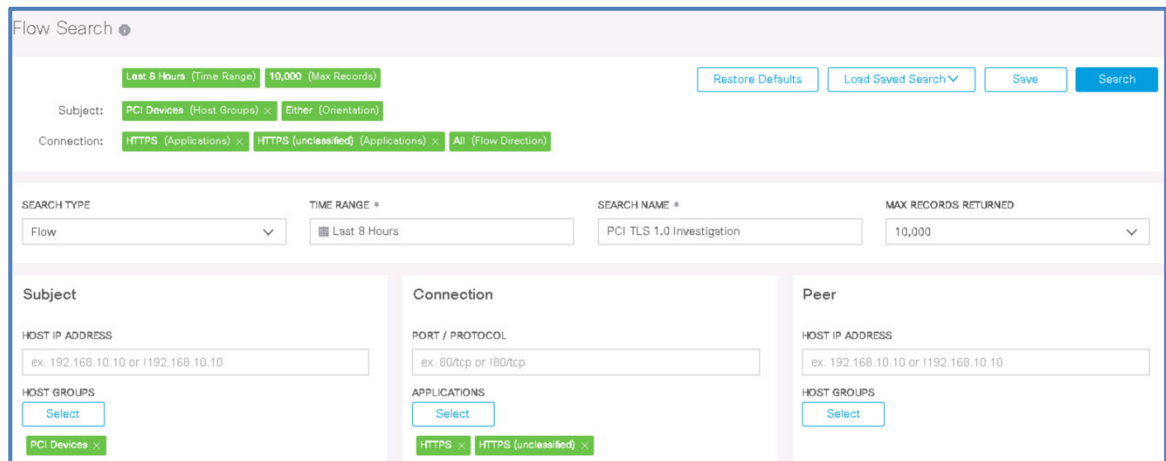 Flow Search
Last 8 Hours (Time Range) 10,000 (Max Records) Restore Defaults Load Saved Search Save Search
Subject: PCI Devices (Host Groups) × Either (Orientation)
Connection: HTTPS (Applications) × HTTPS (unclassified) (Applications) × All (Flow Direction)
SEARCH TYPE TIME RANGE * SEARCH NAME * MAX RECORDS RETURNED
Flow Last 8 Hours PCI TLS 1.0 Investigation 10,000
Subject Connection Peer
HOST IP ADDRESS PORT / PROTOCOL HOST IP ADDRESS
ex. 192.168.10.10 or !192.168.10.10 ex. 80/tcp or !80/tcp ex. 192.168.10.10 or !192.168.10.10
HOST GROUPS APPLICATIONS HOST GROUPS
Select Select Select
PCI Devices × HTTPS × HTTPS (unclassified) ×